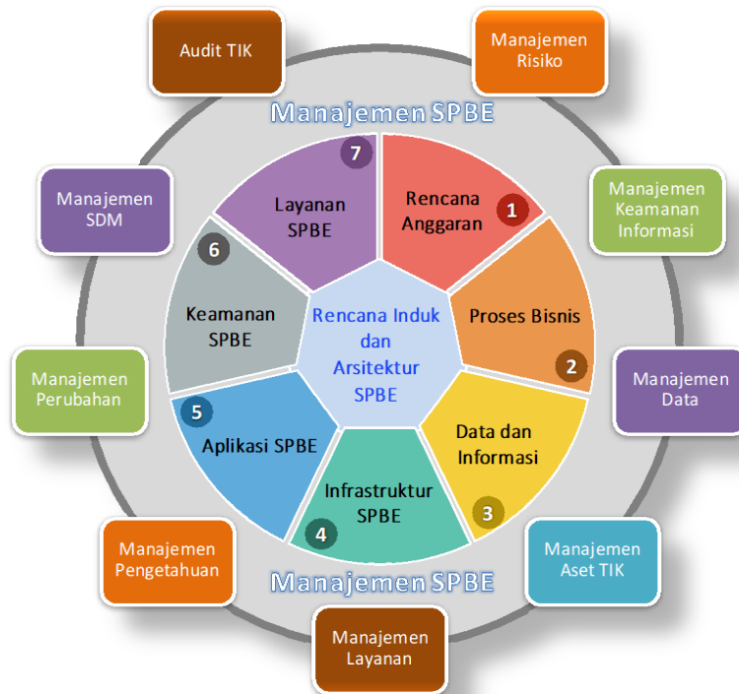 Audit TIK
Manajemen
Risiko
Manajemen SPBE
7
Layanan
SPBE
Rencana
Anggaran
1
Manajemen
SDM
Manajemen
Keamanan
Informasi
6
Keamanan
SPBE
Rencana Induk
dan
Arsitektur
SPBE
Proses Bisnis
2
Manajemen
Perubahan
Manajemen
Data
5
Aplikasi SPBE
Data dan
Informasi
3
Infrastruktur
SPBE
4
Manajemen
Pengetahuan
Manajemen
Aset TIK
Manajemen SPBE
Manajemen
Layanan